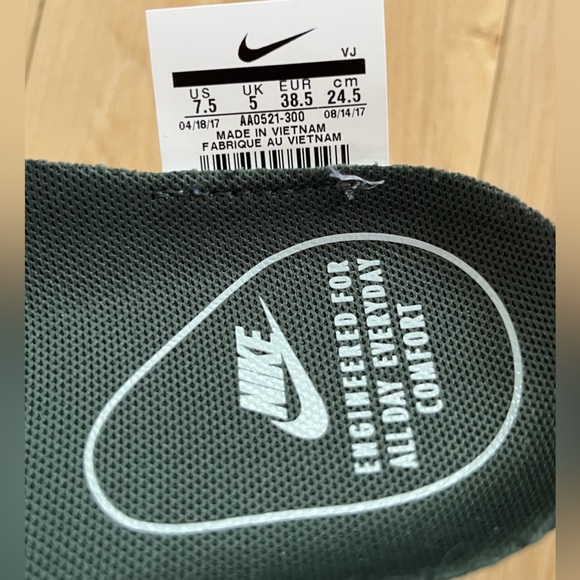 VJ
US UK EUR cm
7.5 5 38.5 24.5
04/18/17 AA0521-300 08/14/17
MADE IN VIETNAM
FABRIQUE AU VIETNAM
NIKE
ENGINEERED FOR
ALL DAY EVERYDAY
COMFORT